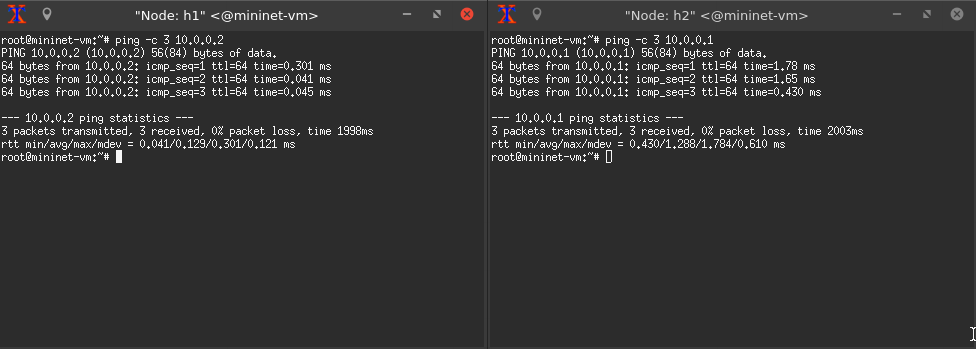 "Node: h1" <@mininet-vm>
root@mininet-vm:~# ping -c 3 10.0.0.2
PING 10.0.0.2 (10.0.0.2) 56(84) bytes of data.
64 bytes from 10.0.0.2: icmp_seq=1 ttl=64 time=0.301 ms
64 bytes from 10.0.0.2: icmp_seq=2 ttl=64 time=0.041 ms
64 bytes from 10.0.0.2: icmp_seq=3 ttl=64 time=0.045 ms
--- 10.0.0.2 ping statistics ---
3 packets transmitted, 3 received, 0% packet loss, time 1998ms
rtt min/avg/max/mdev = 0.041/0.129/0.301/0.121 ms
root@mininet-vm:~#
"Node: h2" <@mininet-vm>
root@mininet-vm:~# ping -c 3 10.0.0.1
PING 10.0.0.1 (10.0.0.1) 56(84) bytes of data.
64 bytes from 10.0.0.1: icmp_seq=1 ttl=64 time=1.78 ms
64 bytes from 10.0.0.1: icmp_seq=2 ttl=64 time=1.65 ms
64 bytes from 10.0.0.1: icmp_seq=3 ttl=64 time=0.430 ms
--- 10.0.0.1 ping statistics ---
3 packets transmitted, 3 received, 0% packet loss, time 2003ms
rtt min/avg/max/mdev = 0.430/1.288/1.784/0.610 ms
root@mininet-vm:~#